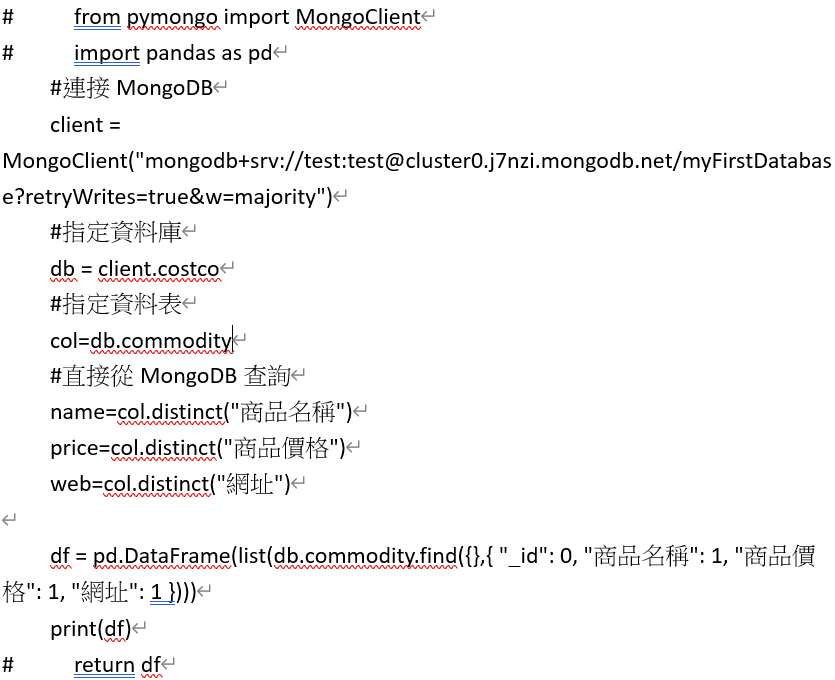 #        from pymongo import MongoClient
#        import pandas as pd
    #連接 MongoDB
    client =
MongoClient("mongodb+srv://test:test@cluster0.j7nzi.mongodb.net/myFirstDatabas
e?retryWrites=true&w=majority")
    #指定資料庫
    db = client.costco
    #指定資料表
    col=db.commodity
    #直接從 MongoDB 查詢
    name=col.distinct("商品名稱")
    price=col.distinct("商品價格")
    web=col.distinct("網址")
    df = pd.DataFrame(list(db.commodity.find({},{ "_id": 0, "商品名稱": 1, "商品價
格": 1, "網址": 1 })))
    print(df)
#        return df